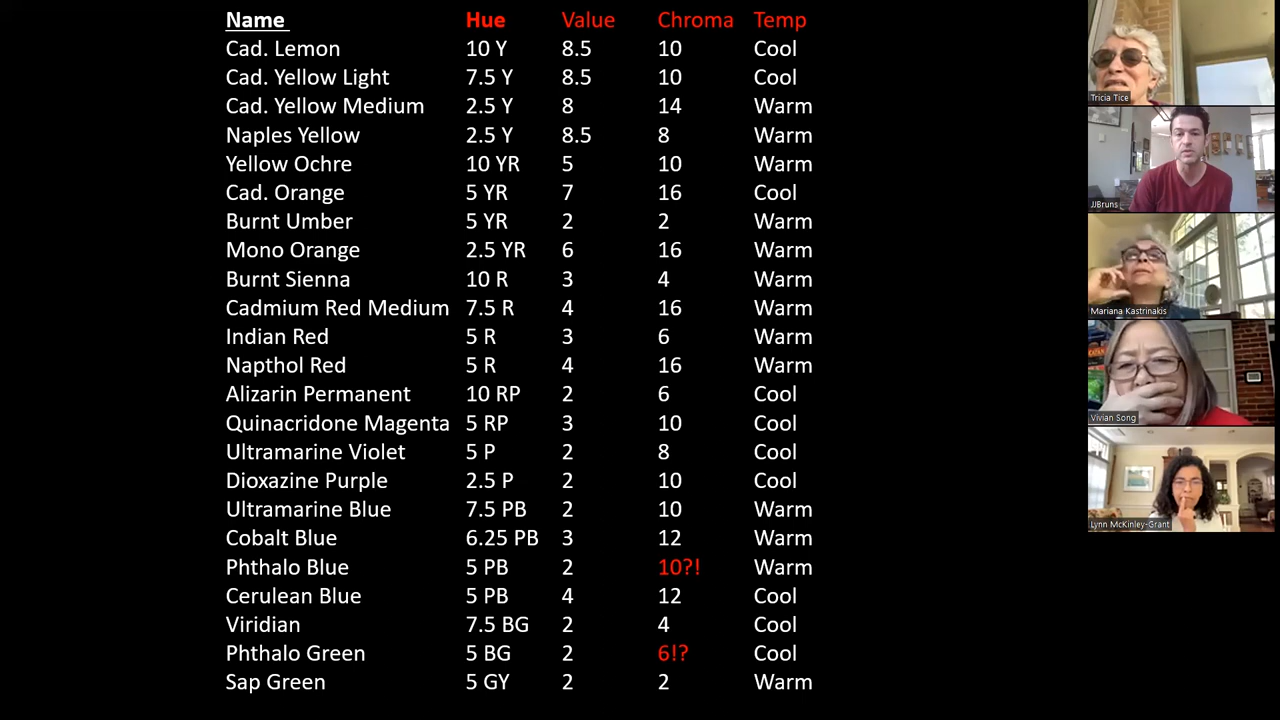 Name Hue Value Chroma Temp
Cad. Lemon 10 Y 8.5 10 Cool
Cad. Yellow Light 7.5 Y 8.5 10 Cool
Cad. Yellow Medium 2.5 Y 8 14 Warm
Naples Yellow 2.5 Y 8.5 8 Warm
Yellow Ochre 10 YR 5 10 Warm
Cad. Orange 5 YR 7 16 Cool
Burnt Umber 5 YR 2 2 Warm
Mono Orange 2.5 YR 6 16 Warm
Burnt Sienna 10 R 3 4 Warm
Cadmium Red Medium 7.5 R 4 16 Warm
Indian Red 5 R 3 6 Warm
Napthol Red 5 R 4 16 Warm
Alizarin Permanent 10 RP 2 6 Cool
Quinacridone Magenta 5 RP 3 10 Cool
Ultramarine Violet 5 P 2 8 Cool
Dioxazine Purple 2.5 P 2 10 Cool
Ultramarine Blue 7.5 PB 2 10 Warm
Cobalt Blue 6.25 PB 3 12 Warm
Phthalo Blue 5 PB 2 10?! Warm
Cerulean Blue 5 PB 4 12 Cool
Viridian 7.5 BG 2 4 Cool
Phthalo Green 5 BG 2 6!? Cool
Sap Green 5 GY 2 2 Warm
Tricia Tice
JJBruns
Mariana Kastrinakis
Vivian Song
Lynn McKinley-Grant